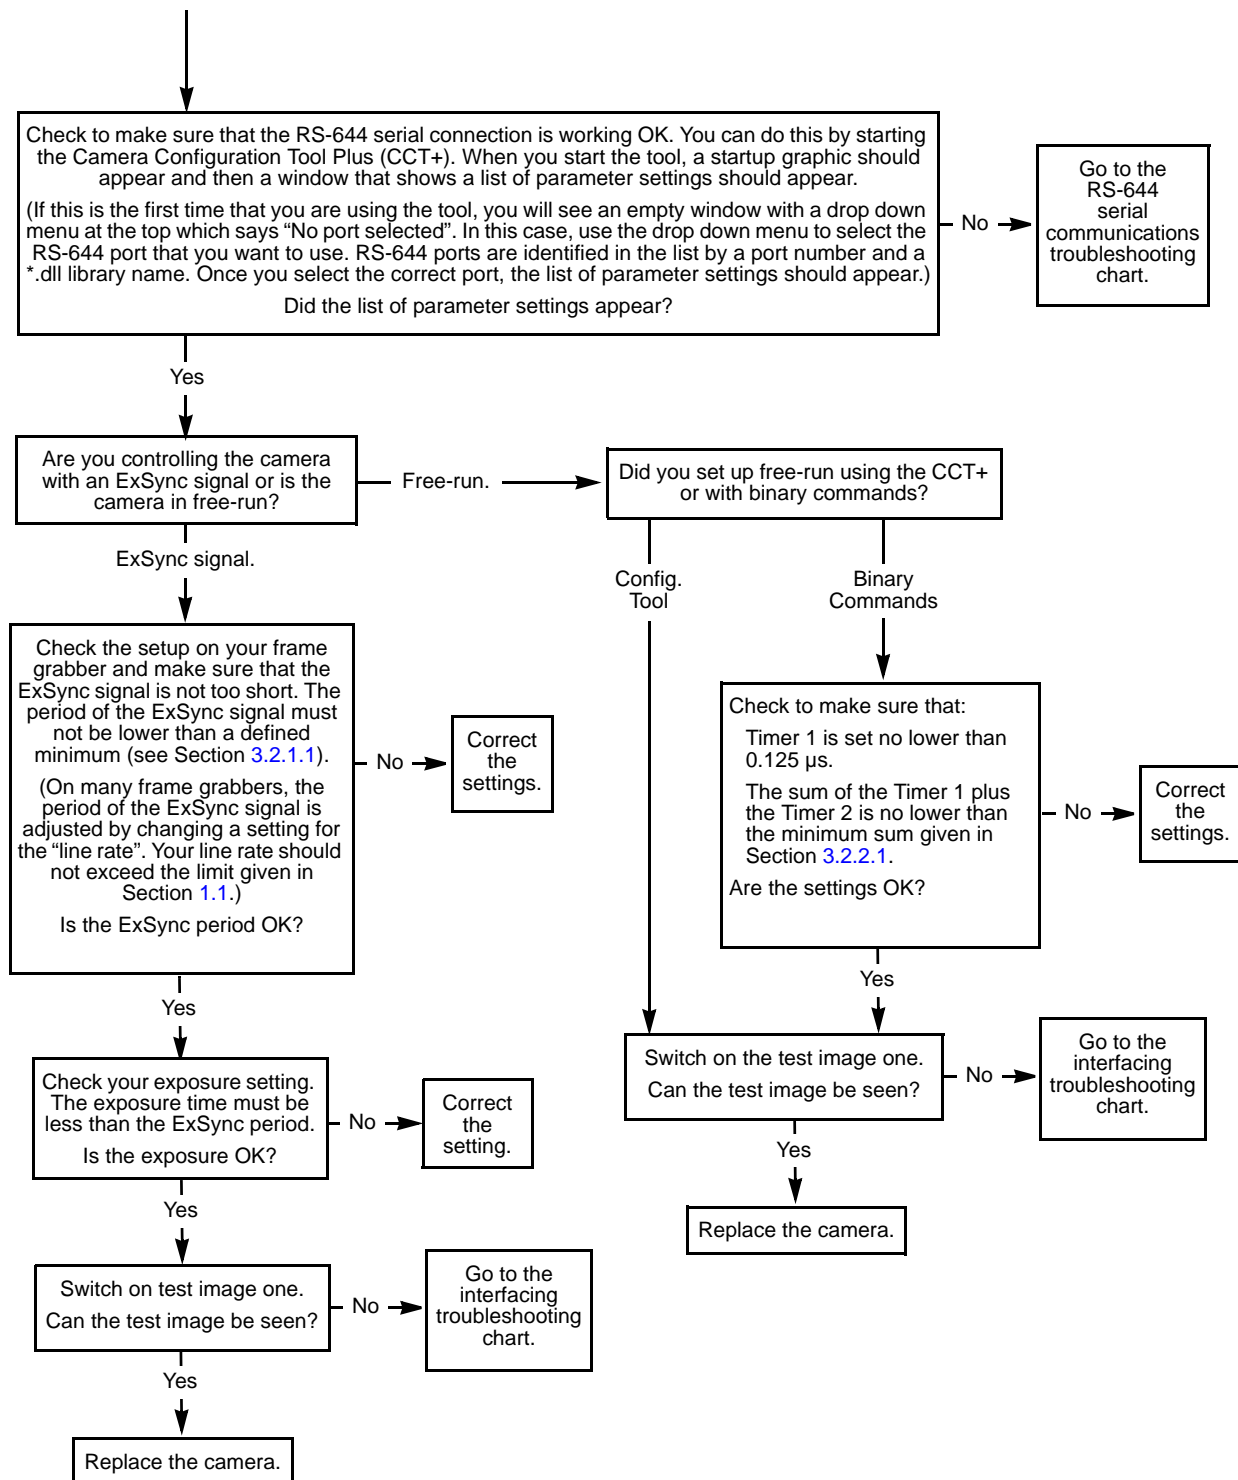 Check to make sure that the RS-644 serial connection is working OK. You can do this by starting
the Camera Configuration Tool Plus (CCT+). When you start the tool, a startup graphic should
appear and then a window that shows a list of parameter settings should appear.
(If this is the first time that you are using the tool, you will see an empty window with a drop down
menu at the top which says “No port selected”. In this case, use the drop down menu to select the
RS-644 port that you want to use. RS-644 ports are identified in the list by a port number and a
*.dll library name. Once you select the correct port, the list of parameter settings should appear.)
Did the list of parameter settings appear?
No
Go to the
RS-644
serial
communications
troubleshooting
chart.
Yes
Are you controlling the camera
with an ExSync signal or is the
camera in free-run?
Free-run.
Did you set up free-run using the CCT+
or with binary commands?
ExSync signal.
Config.
Tool
Binary
Commands
Check the setup on your frame
grabber and make sure that the
ExSync signal is not too short. The
period of the ExSync signal must
not be lower than a defined
minimum (see Section 3.2.1.1).
(On many frame grabbers, the
period of the ExSync signal is
adjusted by changing a setting for
the “line rate”. Your line rate should
not exceed the limit given in
Section 1.1.)
Is the ExSync period OK?
No
Correct
the
settings.
Check to make sure that:
Timer 1 is set no lower than
0.125 µs.
The sum of the Timer 1 plus
the Timer 2 is no lower than
the minimum sum given in
Section 3.2.2.1.
Are the settings OK?
No
Correct
the
settings.
Yes
Yes
Switch on the test image one.
Can the test image be seen?
No
Go to the
interfacing
troubleshooting
chart.
Check your exposure setting.
The exposure time must be
less than the ExSync period.
Is the exposure OK?
No
Correct
the
setting.
Yes
Replace the camera.
Yes
Switch on test image one.
Can the test image be seen?
No
Go to the
interfacing
troubleshooting
chart.
Yes
Replace the camera.